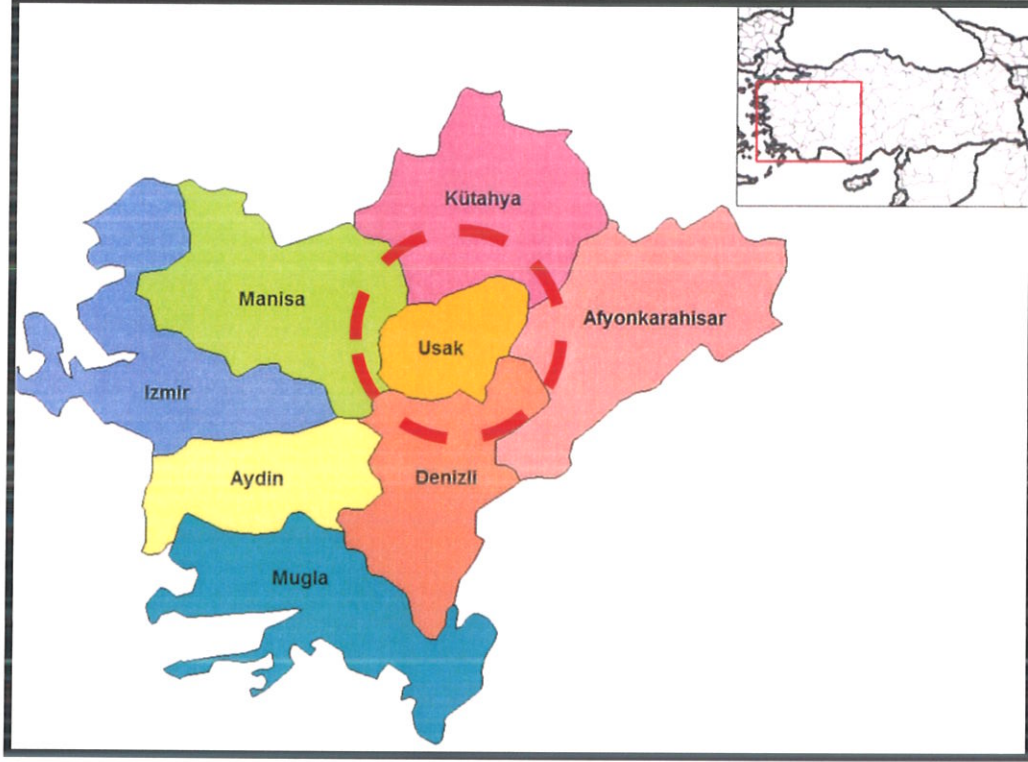 Kütahya
Manisa
Afyonkarahisar
Usak
Izmir
Aydin
Denizli
Mugla